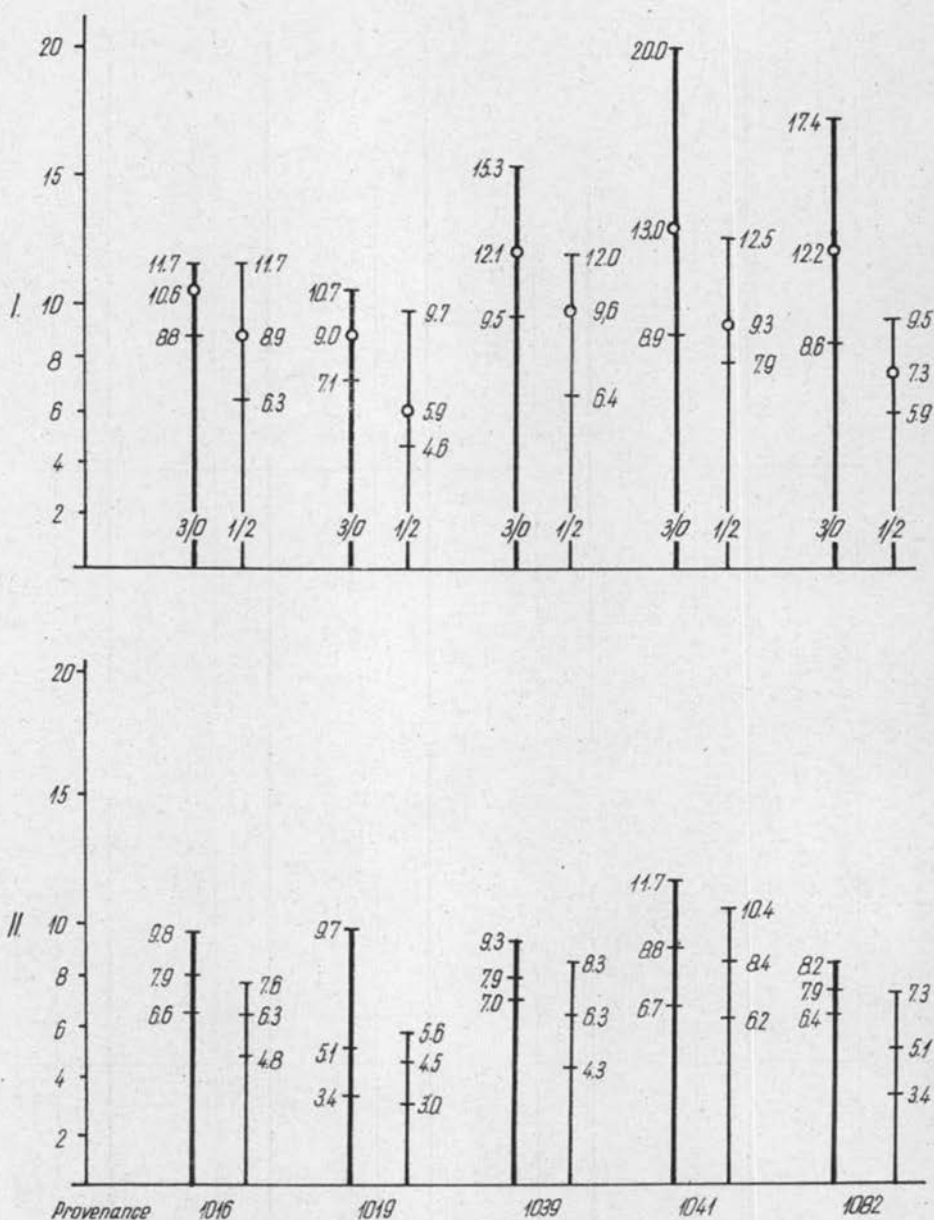 20
20.0
17.4
15
15.3
12.1 12.0 13.0 12.5 12.2
11.7 11.7
10.6 10.7
I. 10 9.0 9.7 9.5 9,6 9.3 9.5
8.8 8.9 8.9 8.6
8 7.1 7.9 7.3
6 6.3 5.9 6.4 5.9
4 4.6
2 3/0 1/2 3/0 1/2 3/0 1/2 3/0 1/2 3/0 1/2
20
15
11.7
II. 10 9.8 9.7 9.3 10.4
8 7.9 7.6 7.9 8.3 8.8 8.4 8.2 7.9 7.3
6.6 6.3 7.0 6.3 6.7 6.2 6.4
6 5.6
4.8 5.1 4.5 5.1
4 3.4 3.0 4.3 3.4
2
Provenance 1016 1019 1039 1041 1082